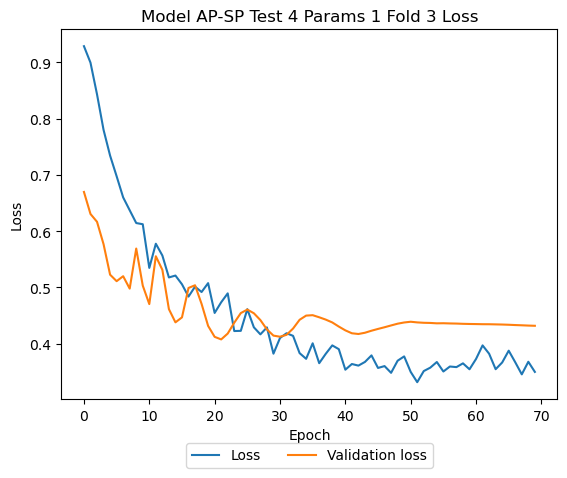 Model AP-SP Test 4 Params 1 Fold 3 Loss
Loss
0.9
0.8
0.7
0.6
0.5
0.4
0 10 20 30 40 50 60 70
Epoch
Loss Validation loss